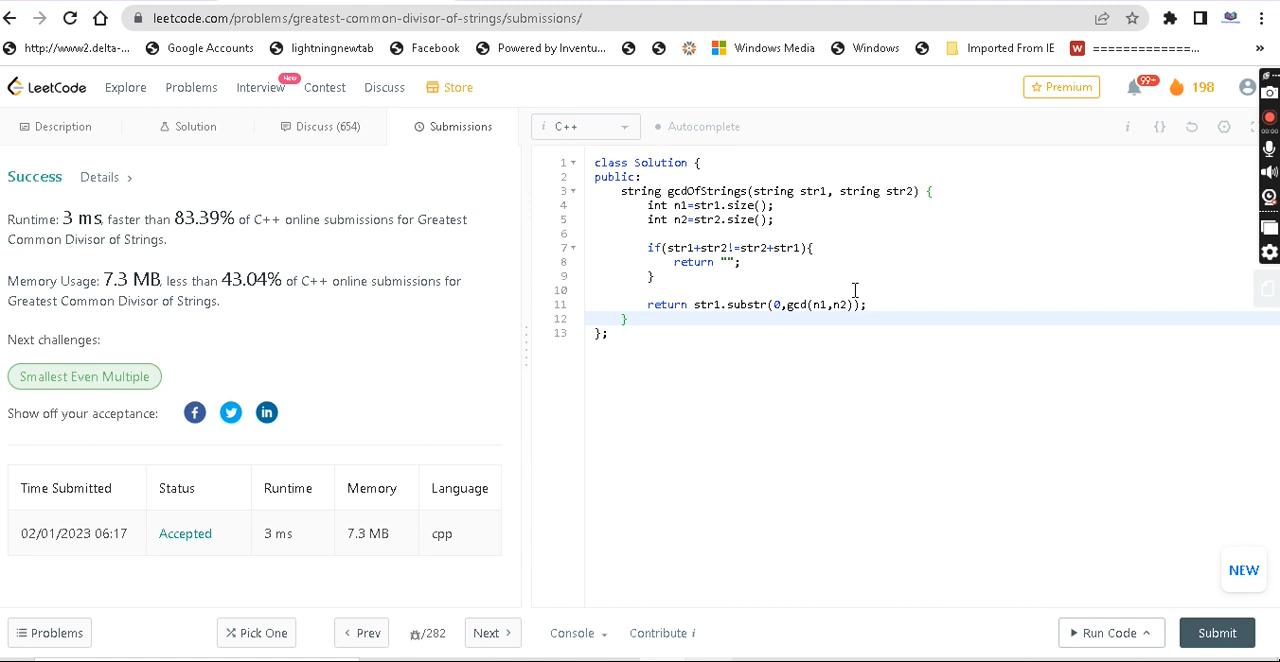 leetcode.com/problems/greatest-common-divisor-of-strings/submissions/
http://www2.delta-... Google Accounts lightningnewtab Facebook Powered by Inventu... Windows Media Windows Imported From IE W =============... »
LeetCode Explore Problems Interview New Contest Discuss Store Premium 99+ 198
Description Solution Discuss (654) Submissions i C++ Autocomplete
Success Details >
Runtime: 3 ms, faster than 83.39% of C++ online submissions for Greatest
Common Divisor of Strings.
Memory Usage: 7.3 MB, less than 43.04% of C++ online submissions for
Greatest Common Divisor of Strings.
Next challenges:
Smallest Even Multiple
Show off your acceptance:
Time Submitted Status Runtime Memory Language
02/01/2023 06:17 Accepted 3 ms 7.3 MB cpp
1 class Solution {
2 public:
3 string gcdOfStrings(string str1, string str2) {
4 int n1=str1.size();
5 int n2=str2.size();
6
7 if(str1+str2!=str2+str1){
8 return "";
9 }
10
11 return str1.substr(0,gcd(n1,n2));
12 }
13 };
00:00
NEW
Problems Pick One < Prev /282 Next > Console Contribute i Run Code Submit